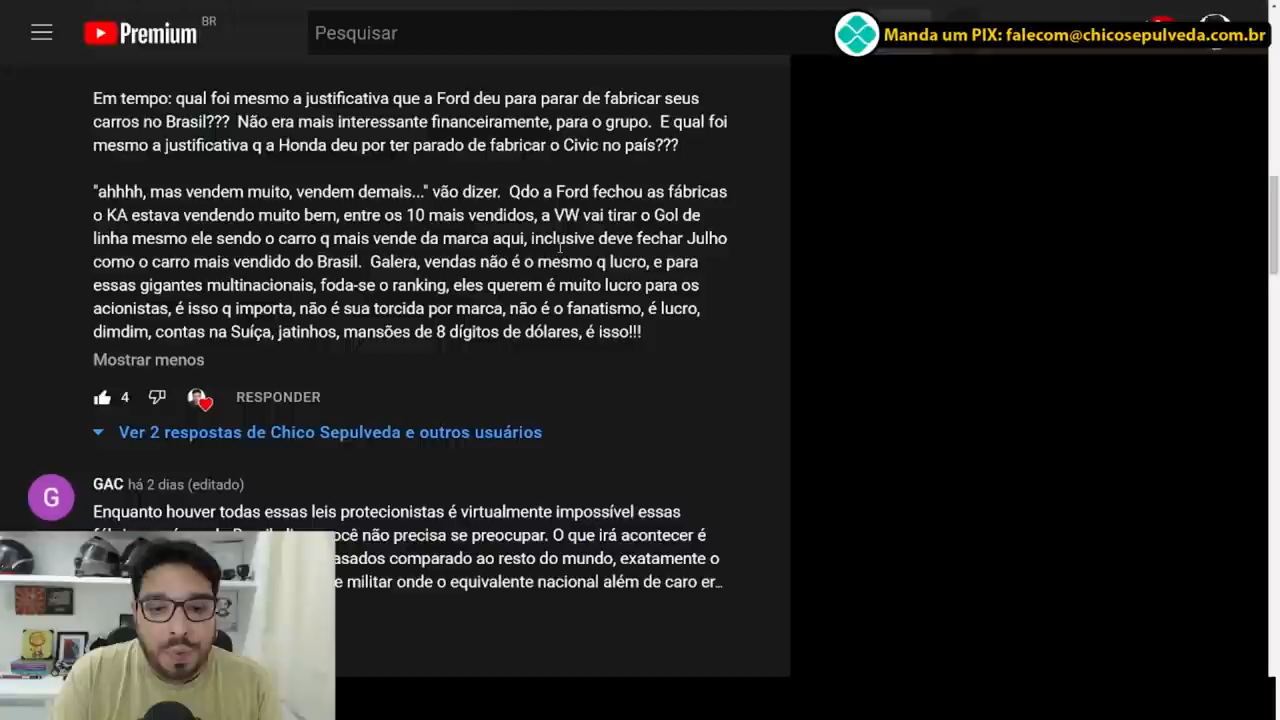 Premium BR
Pesquisar
Manda um PIX: falecom@chicosepulveda.com.br
Em tempo: qual foi mesmo a justificativa que a Ford deu para parar de fabricar seus
carros no Brasil??? Não era mais interessante financeiramente, para o grupo. E qual foi
mesmo a justificativa q a Honda deu por ter parado de fabricar o Civic no país???
"ahhhh, mas vendem muito, vendem demais..." vão dizer. Qdo a Ford fechou as fábricas
o KA estava vendendo muito bem, entre os 10 mais vendidos, a VW vai tirar o Gol de
linha mesmo ele sendo o carro q mais vende da marca aqui, inclusive deve fechar Julho
como o carro mais vendido do Brasil. Galera, vendas não é o mesmo q lucro, e para
essas gigantes multinacionais, foda-se o ranking, eles querem é muito lucro para os
acionistas, é isso q importa, não é sua torcida por marca, não é o fanatismo, é lucro,
dimdim, contas na Suíça, jatinhos, mansões de 8 dígitos de dólares, é isso!!!
Mostrar menos
4 RESPONDER
Ver 2 respostas de Chico Sepulveda e outros usuários
G
GAC há 2 dias (editado)
Enquanto houver todas essas leis protecionistas é virtualmente impossível essas
não precisa se preocupar. O que irá acontecer é
comparado ao resto do mundo, exatamente o
militar onde o equivalente nacional além de caro er...